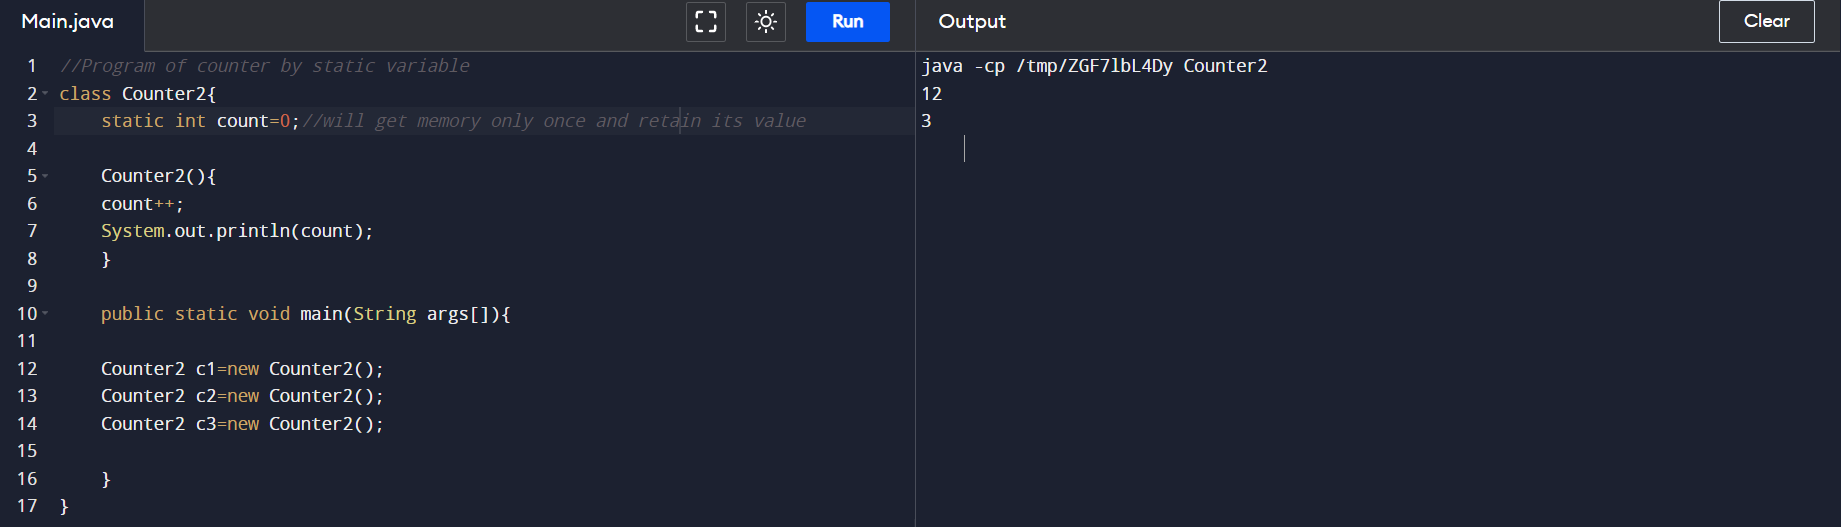 Main.java
Run
Output
Clear
1 //Program of counter by static variable
2 class Counter2{
3     static int count=0;//will get memory only once and retain its value
4
5     Counter2(){
6     count++;
7     System.out.println(count);
8     }
9
10     public static void main(String args[]){
11
12     Counter2 c1=new Counter2();
13     Counter2 c2=new Counter2();
14     Counter2 c3=new Counter2();
15
16     }
17 }
java -cp /tmp/ZGF7lbL4Dy Counter2
12
3